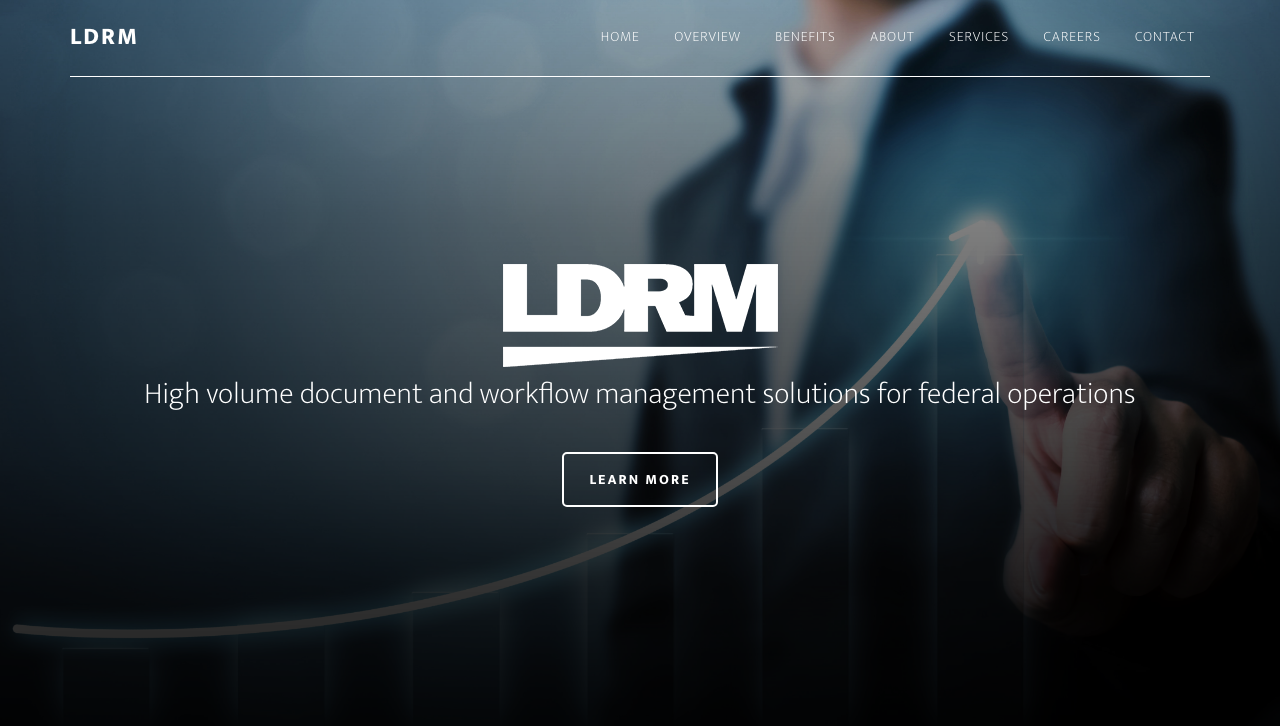 LDRM
HOME OVERVIEW BENEFITS ABOUT SERVICES CAREERS CONTACT
LDRM
High volume document and workflow management solutions for federal operations
LEARN MORE